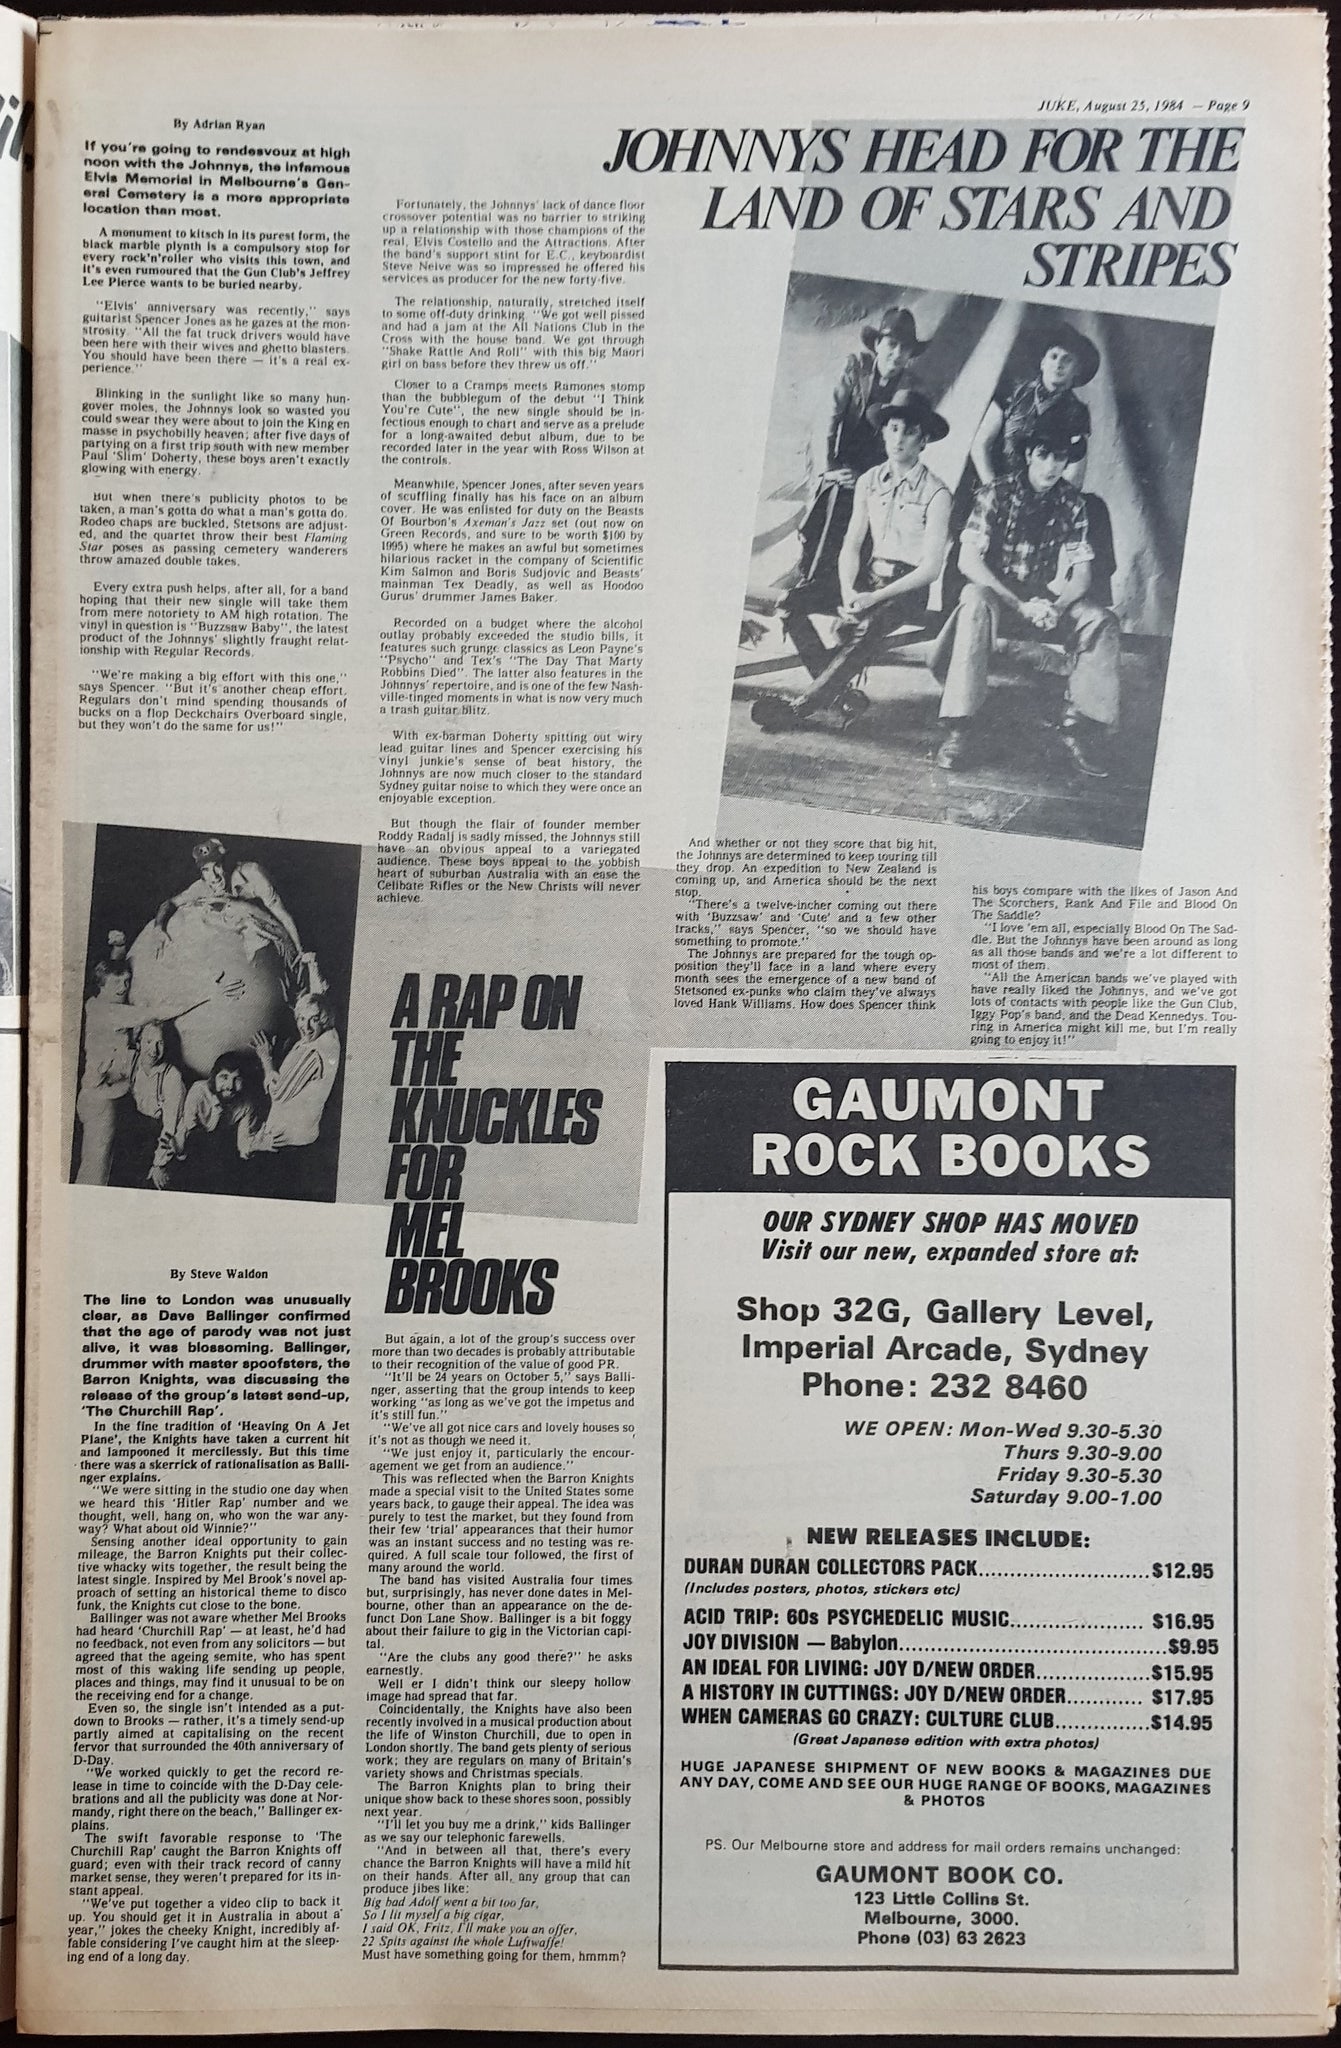 JUKE, August 25, 1984 — Page 9
JOHNNYS HEAD FOR THE
LAND OF STARS AND
STRIPES
By Adrian Ryan
If you're going to rendesvouz at high
noon with the Johnnys, the infamous
Elvis Memorial in Melbourne's Gen-
eral Cemetery is a more appropriate
location than most.
A monument to kitsch in its purest form, the
black marble plynth is a compulsory stop for
every rock'n'roller who visits this town, and
it's even rumoured that the Gun Club's Jeffrey
Lee Pierce wants to be buried nearby.
"Elvis' anniversary was recently," says
guitarist Spencer Jones as he gazes at the mon-
strosity. "All the fat truck drivers would have
been here with their wives and ghetto blasters.
You should have been there — it's a real ex-
perience."
Blinking in the sunlight like so many hun-
gover moles, the Johnnys look so wasted you
could swear they were about to join the King en
masse in psychobilly heaven; after five days of
partying on a first trip south with new member
Paul 'Slim' Doherty, these boys aren't exactly
glowing with energy.
But when there's publicity photos to be
taken, a man's gotta do what a man's gotta do.
Rodeo chaps are buckled, Stetsons are adjust-
ed, and the quartet throw their best Flaming
Star poses as passing cemetery wanderers
throw amazed double takes.
Every extra push helps, after all, for a band
hoping that their new single will take them
from mere notoriety to AM high rotation. The
vinyl in question is "Buzzsaw Baby", the latest
product of the Johnnys' slightly fraught relat-
ionship with Regular Records.
"We're making a big effort with this one,"
says Spencer. "But it's another cheap effort.
Regulars don't mind spending thousands of
bucks on a flop Deckchairs Overboard single,
but they won't do the same for us!"
Fortunately, the Johnnys' lack of dance floor
crossover potential was no barrier to striking
up a relationship with those champions of the
real, Elvis Costello and the Attractions. After
the band's support stint for E.C., keyboardist
Steve Neive was so impressed he offered his
services as producer for the new forty-five.
The relationship, naturally, stretched itself
to some off-duty drinking. "We got well pissed
and had a jam at the All Nations Club in the
Cross with the house band. We got through
"Shake Rattle And Roll" with this big Maori
girl on bass before they threw us off."
Closer to a Cramps meets Ramones stomp
than the bubblegum of the debut "I Think
You're Cute", the new single should be in-
fectious enough to chart and serve as a prelude
for a long-awaited debut album, due to be
recorded later in the year with Ross Wilson at
the controls.
Meanwhile, Spencer Jones, after seven years
of scuffling finally has his face on an album
cover. He was enlisted for duty on the Beasts
Of Bourbon's Axeman's Jazz set (out now on
Green Records, and sure to be worth $100 by
1995) where he makes an awful but sometimes
hilarious racket in the company of Scientific
Kim Salmon and Boris Sudjovic and Beasts'
mainman Tex Deadly, as well as Hoodoo
Gurus' drummer James Baker.
Recorded on a budget where the alcohol
outlay probably exceeded the studio bills, it
features such grunge classics as Leon Payne's
"Psycho" and Tex's "The Day That Marty
Robbins Died". The latter also features in the
Johnnys' repertoire, and is one of the few Nash-
ville-tinged moments in what is now very much
a trash guitar blitz.
With ex-barman Doherty spitting out wiry
lead guitar lines and Spencer exercising his
vinyl junkie's sense of beat history, the
Johnnys are now much closer to the standard
Sydney guitar noise to which they were once an
enjoyable exception.
But though the flair of founder member
Roddy Radalj is sadly missed, the Johnnys still
have an obvious appeal to a variegated
audience. These boys appeal to the yobbish
heart of suburban Australia with an ease the
Celibate Rifles or the New Christs will never
achieve.
And whether or not they score that big hit,
the Johnnys are determined to keep touring till
they drop. An expedition to New Zealand is
coming up, and America should be the next
stop.
"There's a twelve-incher coming out there
with 'Buzzsaw' and 'Cute' and a few other
tracks," says Spencer, "so we should have
something to promote."
The Johnnys are prepared for the tough op-
position they'll face in a land where every
month sees the emergence of a new band of
Stetsoned ex-punks who claim they've always
loved Hank Williams. How does Spencer think
his boys compare with the likes of Jason And
The Scorchers, Rank And File and Blood On
The Saddle?
"I love 'em all, especially Blood On The Sad-
dle. But the Johnnys have been around as long
as all those bands and we're a lot different to
most of them.
"All the American bands we've played with
have really liked the Johnnys, and we've got
lots of contacts with people like the Gun Club,
Iggy Pop's band, and the Dead Kennedys. Tou-
ring in America might kill me, but I'm really
going to enjoy it!"
A RAP ON
THE
KNUCKLES
FOR
MEL
BROOKS
By Steve Waldon
The line to London was unusually
clear, as Dave Ballinger confirmed
that the age of parody was not just
alive, it was blossoming. Ballinger,
drummer with master spoofsters, the
Barron Knights, was discussing the
release of the group's latest send-up,
'The Churchill Rap'.
In the fine tradition of 'Heaving On A Jet
Plane', the Knights have taken a current hit
and lampooned it mercilessly. But this time
there was a skerrick of rationalisation as Balli-
nger explains.
"We were sitting in the studio one day when
we heard this 'Hitler Rap' number and we
thought, well, hang on, who won the war any-
way? What about old Winnie?"
Sensing another ideal opportunity to gain
mileage, the Barron Knights put their collec-
tive whacky wits together, the result being the
latest single. Inspired by Mel Brook's novel ap-
proach of setting an historical theme to disco
funk, the Knights cut close to the bone.
Ballinger was not aware whether Mel Brooks
had heard 'Churchill Rap' — at least, he'd had
no feedback, not even from any solicitors — but
agreed that the ageing semite, who has spent
most of this waking life sending up people,
places and things, may find it unusual to be on
the receiving end for a change.
Even so, the single isn't intended as a put-
down to Brooks — rather, it's a timely send-up
partly aimed at capitalising on the recent
fervor that surrounded the 40th anniversary of
D-Day.
"We worked quickly to get the record re-
lease in time to coincide with the D-Day cele-
brations and all the publicity was done at Nor-
mandy, right there on the beach," Ballinger ex-
plains.
The swift favorable response to 'The
Churchill Rap' caught the Barron Knights off
guard; even with their track record of canny
market sense, they weren't prepared for its in-
stant appeal.
"We've put together a video clip to back it
up. You should get it in Australia in about a
year," jokes the cheeky Knight, incredibly af-
fable considering I've caught him at the sleep-
ing end of a long day.
But again, a lot of the group's success over
more than two decades is probably attributable
to their recognition of the value of good PR.
"It'll be 24 years on October 5," says Balli-
nger, asserting that the group intends to keep
working "as long as we've got the impetus and
it's still fun."
"We've all got nice cars and lovely houses so
it's not as though we need it.
"We just enjoy it, particularly the encour-
agement we get from an audience."
This was reflected when the Barron Knights
made a special visit to the United States some
years back, to gauge their appeal. The idea was
purely to test the market, but they found from
their few 'trial' appearances that their humor
was an instant success and no testing was re-
quired. A full scale tour followed, the first of
many around the world.
The band has visited Australia four times
but, surprisingly, has never done dates in Mel-
bourne, other than an appearance on the de-
funct Don Lane Show. Ballinger is a bit foggy
about their failure to gig in the Victorian capi-
tal.
"Are the clubs any good there?" he asks
earnestly.
Well er I didn't think our sleepy hollow
image had spread that far.
Coincidentally, the Knights have also been
recently involved in a musical production about
the life of Winston Churchill, due to open in
London shortly. The band gets plenty of serious
work; they are regulars on many of Britain's
variety shows and Christmas specials.
The Barron Knights plan to bring their
unique show back to these shores soon, possibly
next year.
"I'll let you buy me a drink," kids Ballinger
as we say our telephonic farewells.
"And in between all that, there's every
chance the Barron Knights will have a mild hit
on their hands. After all, any group that can
produce jibes like:
Big bad Adolf went a bit too far,
So I lit myself a big cigar,
I said OK, Fritz, I'll make you an offer,
22 Spits against the whole Luftwaffe!
Must have something going for them, hmmm?
GAUMONT
ROCK BOOKS
OUR SYDNEY SHOP HAS MOVED
Visit our new, expanded store at:
Shop 32G, Gallery Level,
Imperial Arcade, Sydney
Phone: 232 8460
WE OPEN: Mon-Wed 9.30-5.30
Thurs 9.30-9.00
Friday 9.30-5.30
Saturday 9.00-1.00
NEW RELEASES INCLUDE:
DURAN DURAN COLLECTORS PACK..........................$12.95
(Includes posters, photos, stickers etc)
ACID TRIP: 60s PSYCHEDELIC MUSIC.................... $16.95
JOY DIVISION — Babylon........................................$9.95
AN IDEAL FOR LIVING: JOY D/NEW ORDER.................$15.95
A HISTORY IN CUTTINGS: JOY D/NEW ORDER........... $17.95
WHEN CAMERAS GO CRAZY: CULTURE CLUB..............$14.95
(Great Japanese edition with extra photos)
HUGE JAPANESE SHIPMENT OF NEW BOOKS & MAGAZINES DUE
ANY DAY, COME AND SEE OUR HUGE RANGE OF BOOKS, MAGAZINES
& PHOTOS
PS. Our Melbourne store and address for mail orders remains unchanged:
GAUMONT BOOK CO.
123 Little Collins St.
Melbourne, 3000.
Phone (03) 63 2623